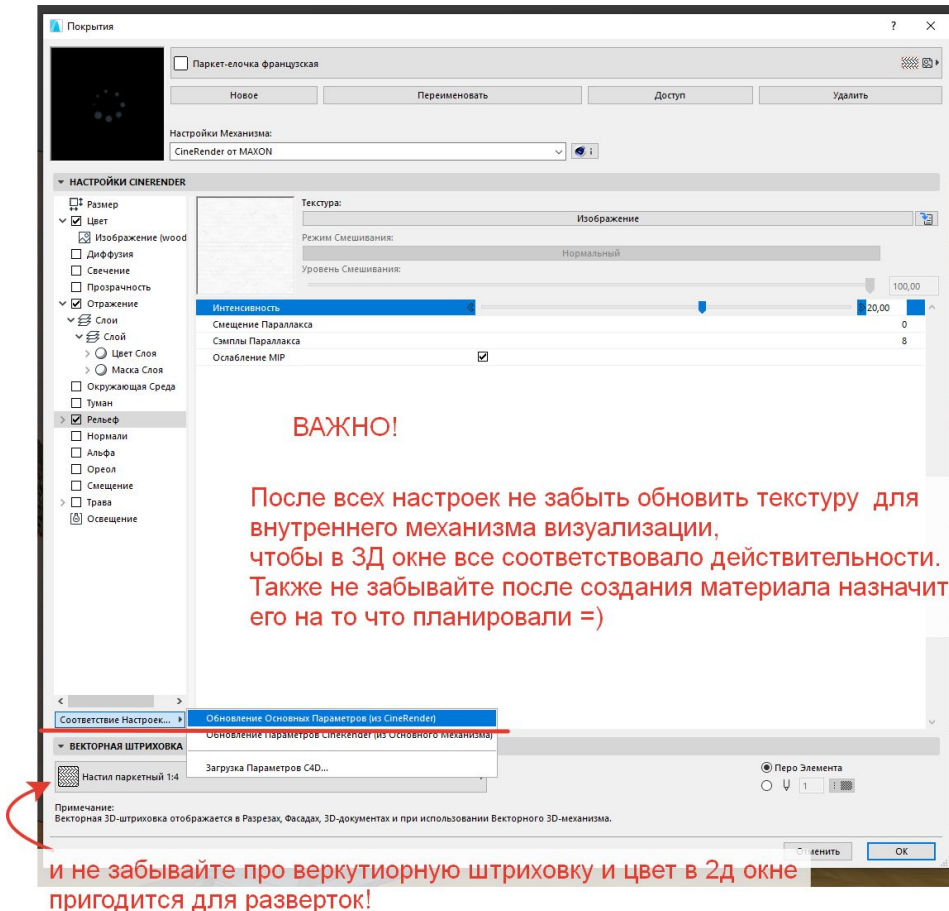 Покрытия ? ×
Паркет-елочка французская
Новое Переименовать Доступ Удалить
Настройки Механизма:
CineRender от MAXON i
НАСТРОЙКИ CINERENDER
Размер
Цвет
Изображение (wood
Диффузия
Свечение
Прозрачность
Отражение
Слои
Слой
Цвет Слоя
Маска Слоя
Окружающая Среда
Туман
Рельеф
Нормали
Альфа
Ореол
Смещение
Трава
Освещение
Текстура:
Изображение
Режим Смешивания:
Нормальный
Уровень Смешивания:
100,00
Интенсивность 20,00
Смещение Параллакса 0
Сэмплы Параллакса 8
Ослабление MIP
ВАЖНО!
После всех настроек не забыть обновить текстуру для
внутреннего механизма визуализации,
чтобы в 3Д окне все соответствовало действительности.
Также не забывайте после создания материала назначит
его на то что планировали =)
Соответствие Настроек...
Обновление Основных Параметров (из CineRender)
Обновление Параметров CineRender (из Основного Механизма)
Загрузка Параметров C4D...
ВЕКТОРНАЯ ШТРИХОВКА
Настил паркетный 1:4
Перо Элемента
1
Примечание:
Векторная 3D-штриховка отображается в Разрезах, Фасадах, 3D-документах и при использовании Векторного 3D-механизма.
Отменить OK
и не забывайте про веркутиорную штриховку и цвет в 2д окне
пригодится для разверток!